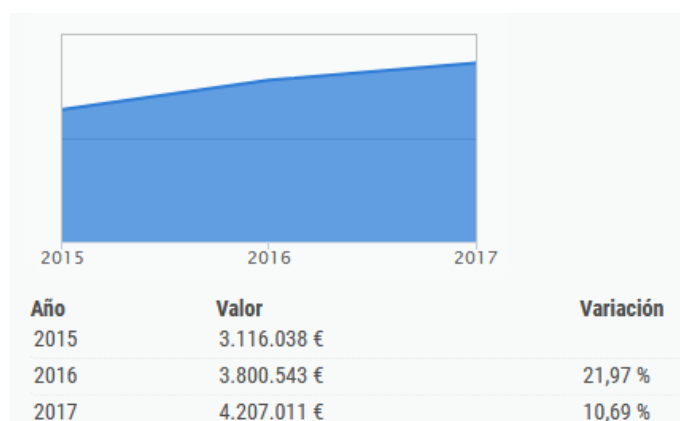 2015 2016 2017
Año Valor Variación
2015 3.116.038 €
2016 3.800.543 € 21,97 %
2017 4.207.011 € 10,69 %